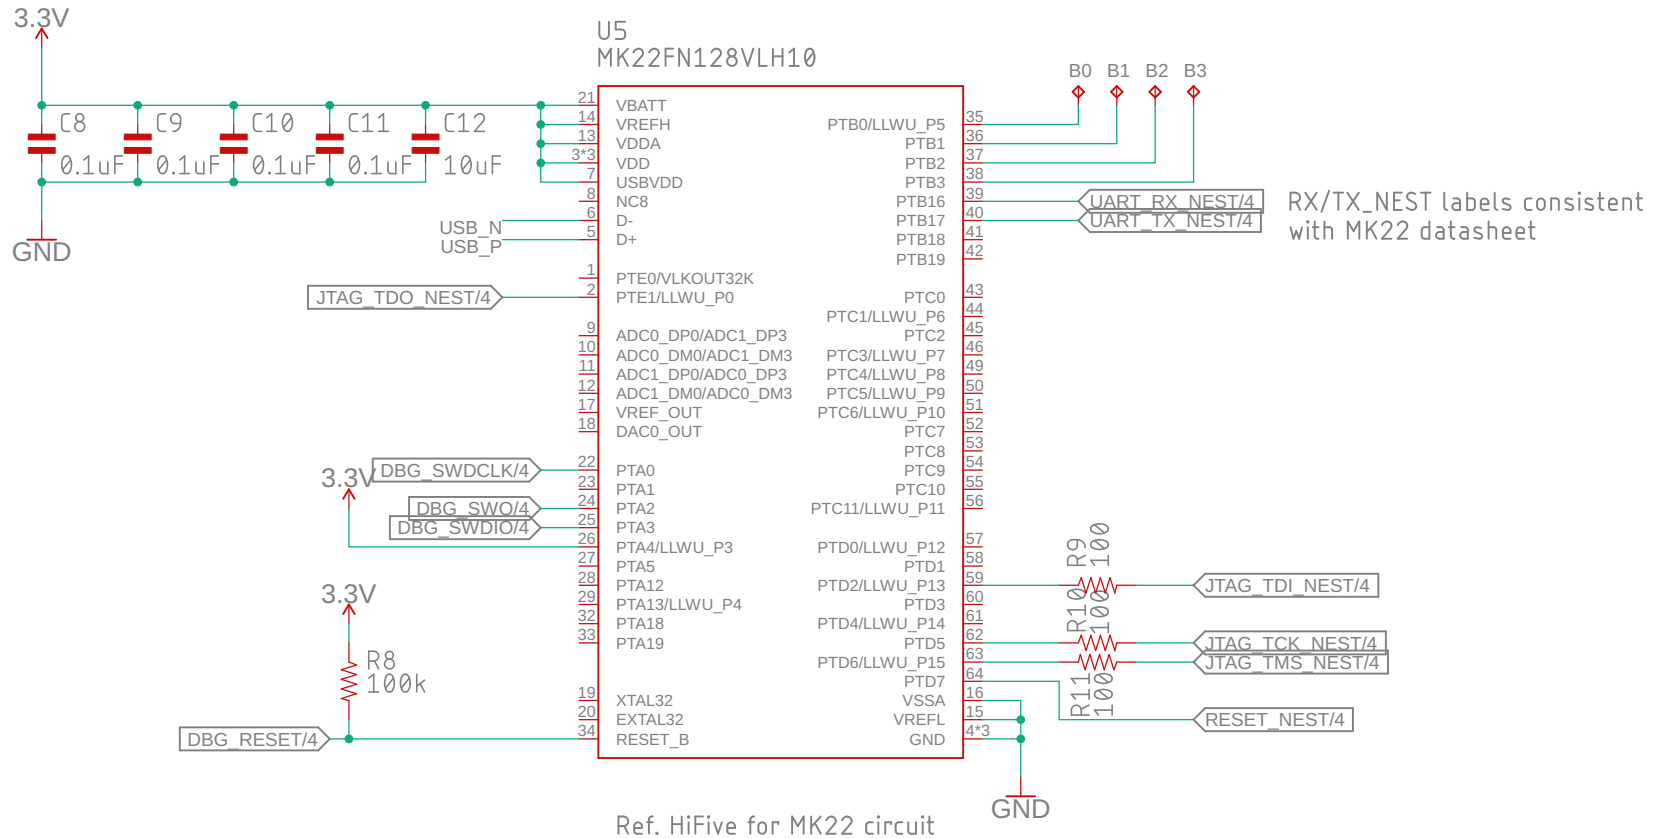 3.3V
U5
MK22FN128VLH10
B0 B1 B2 B3
C8 0.1uF
C9 0.1uF
C10 0.1uF
C11 0.1uF
C12 10uF
GND
21 VBATT
14 VREFH
13 VDDA
3*3 VDD
7 USBVDD
8 NC8
USB_N 6 D-
USB_P 5 D+
1 PTE0/VLKOUT32K
JTAG_TDO_NEST/4 2 PTE1/LLWU_P0
9 ADC0_DP0/ADC1_DP3
10 ADC0_DM0/ADC1_DM3
11 ADC1_DP0/ADC0_DP3
12 ADC1_DM0/ADC0_DM3
17 VREF_OUT
18 DAC0_OUT
DBG_SWDCLK/4 22 PTA0
3.3V
23 PTA1
DBG_SWO/4 24 PTA2
DBG_SWDIO/4 25 PTA3
26 PTA4/LLWU_P3
27 PTA5
28 PTA12
29 PTA13/LLWU_P4
32 PTA18
33 PTA19
3.3V
R8
100k
19 XTAL32
20 EXTAL32
DBG_RESET/4 34 RESET_B
PTB0/LLWU_P5 35
PTB1 36
PTB2 37
PTB3 38
PTB16 39 UART_RX_NEST/4
PTB17 40 UART_TX_NEST/4
PTB18 41
PTB19 42
RX/TX_NEST labels consistent
with MK22 datasheet
PTC0 43
PTC1/LLWU_P6 44
PTC2 45
PTC3/LLWU_P7 46
PTC4/LLWU_P8 49
PTC5/LLWU_P9 50
PTC6/LLWU_P10 51
PTC7 52
PTC8 53
PTC9 54
PTC10 55
PTC11/LLWU_P11 56
PTD0/LLWU_P12 57
PTD1 58
PTD2/LLWU_P13 59 R9 100 JTAG_TDI_NEST/4
PTD3 60
PTD4/LLWU_P14 61
PTD5 62 R10 100 JTAG_TCK_NEST/4
PTD6/LLWU_P15 63 R11 100 JTAG_TMS_NEST/4
PTD7 64 RESET_NEST/4
VSSA 16
VREFL 15
GND 4*3
GND
Ref. HiFive for MK22 circuit